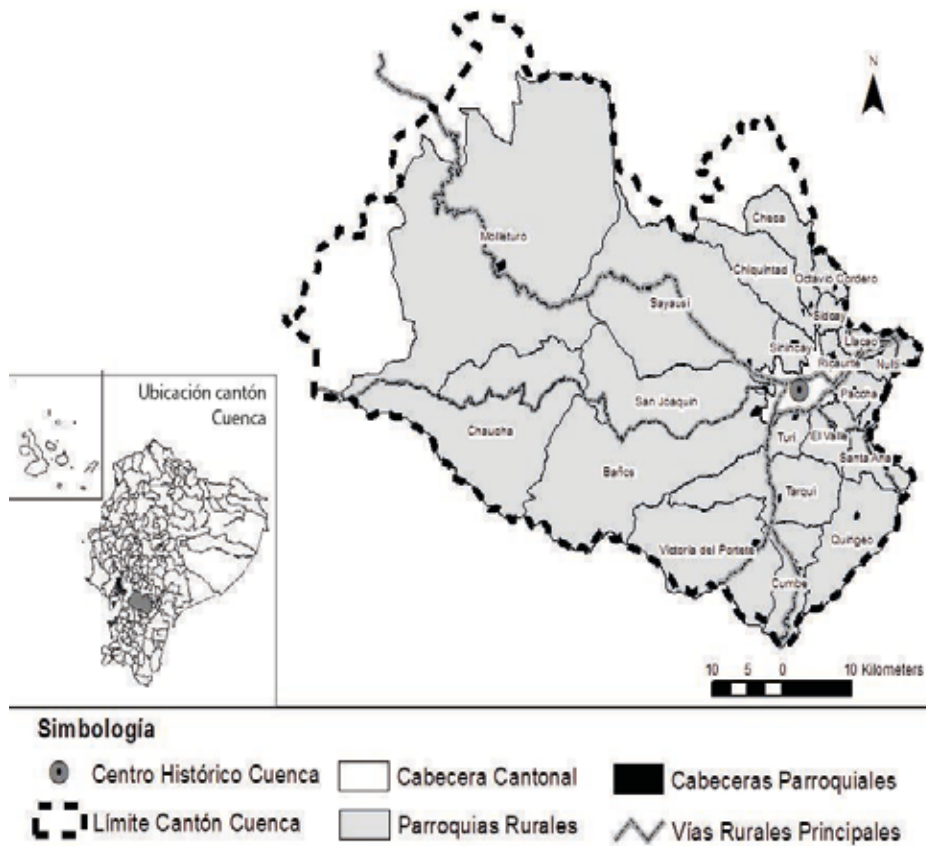 N
Checa
Molleturo
Chiquintad
Octavio Cordero
Sayausí
Sidcay
Llacao
Sinincay
Ricaurte
Nulti
Paccha
San Joaquin
Chaucha
Turi
El Valle
Santa Ana
Baños
Tarqui
Quingeo
Victoria del Portete
Cumbe
10 5 0 10 Kilometers
Ubicación cantón
Cuenca
Simbología
Centro Histórico Cuenca
Cabecera Cantonal
Cabeceras Parroquiales
Límite Cantón Cuenca
Parroquias Rurales
Vías Rurales Principales